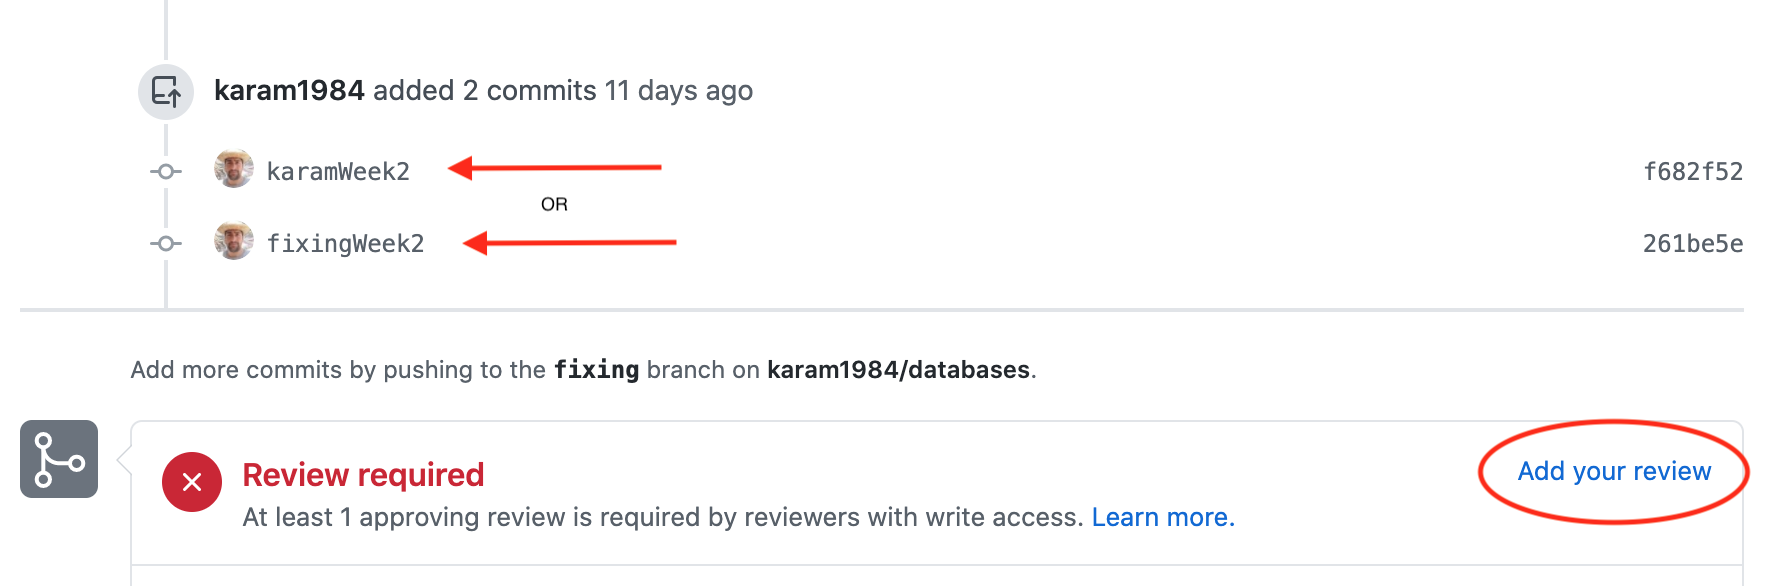 karam1984 added 2 commits 11 days ago
karamWeek2 f682f52
OR
fixingWeek2 261be5e
Add more commits by pushing to the fixing branch on karam1984/databases.
Review required Add your review
At least 1 approving review is required by reviewers with write access. Learn more.